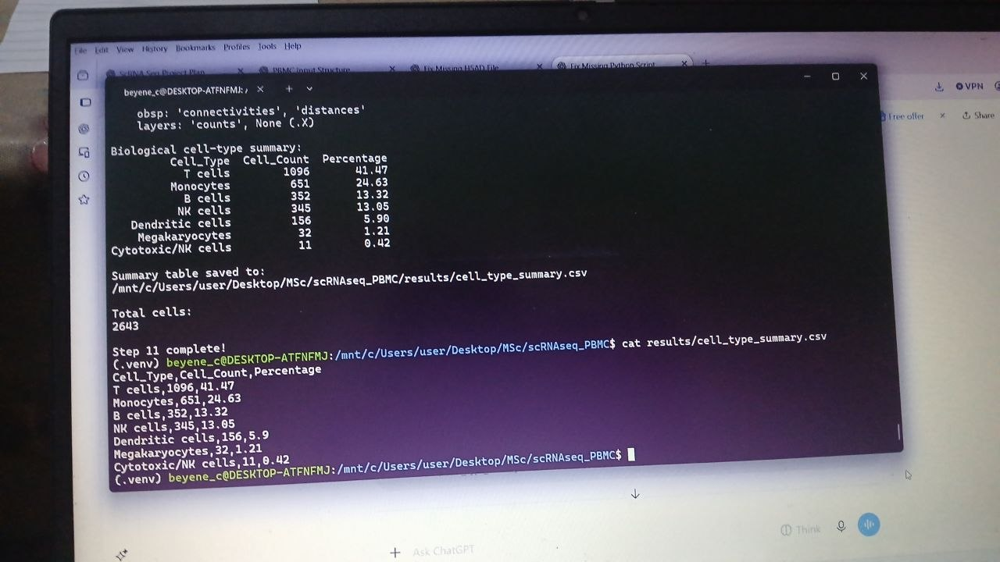 File Edit View History Bookmarks Profiles Tools Help
ScRNA Seq Project Plan PBMC Input Structure Fix Missing H5AD File Fix Missing Python Script
beyene_c@DESKTOP-ATFNFMJ: /
VPN
Free offer Share
obsp: 'connectivities', 'distances'
layers: 'counts', None (.X)
Biological cell-type summary:
Cell_Type Cell_Count Percentage
T cells 1096 41.47
Monocytes 651 24.63
B cells 352 13.32
NK cells 345 13.05
Dendritic cells 156 5.90
Megakaryocytes 32 1.21
Cytotoxic/NK cells 11 0.42
Summary table saved to:
/mnt/c/Users/user/Desktop/MSc/scRNAseq_PBMC/results/cell_type_summary.csv
Total cells:
2643
Step 11 complete!
(.venv) beyene_c@DESKTOP-ATFNFMJ:/mnt/c/Users/user/Desktop/MSc/scRNAseq_PBMC$ cat results/cell_type_summary.csv
Cell_Type,Cell_Count,Percentage
T cells,1096,41.47
Monocytes,651,24.63
B cells,352,13.32
NK cells,345,13.05
Dendritic cells,156,5.9
Megakaryocytes,32,1.21
Cytotoxic/NK cells,11,0.42
(.venv) beyene_c@DESKTOP-ATFNFMJ:/mnt/c/Users/user/Desktop/MSc/scRNAseq_PBMC$
Think
Ask ChatGPT